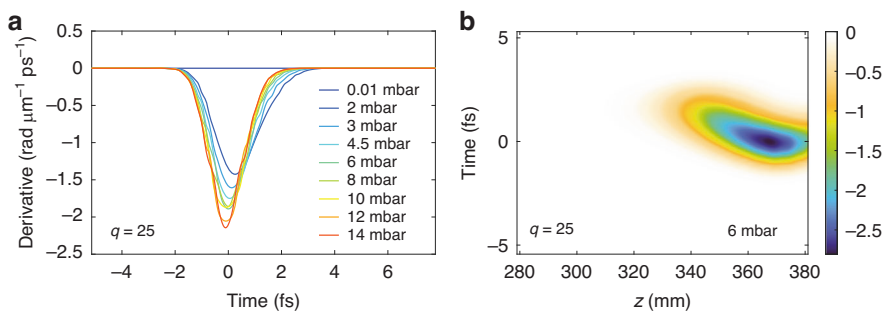 a
0.5
0
−0.5
−1
−1.5
−2
−2.5
Derivative (rad μm⁻¹ ps⁻¹)
−4
−2
0
2
4
6
Time (fs)
q = 25
0.01 mbar
2 mbar
3 mbar
4.5 mbar
6 mbar
8 mbar
10 mbar
12 mbar
14 mbar
b
5
0
−5
Time (fs)
280
300
320
340
360
380
z (mm)
q = 25
6 mbar
0
−0.5
−1
−1.5
−2
−2.5